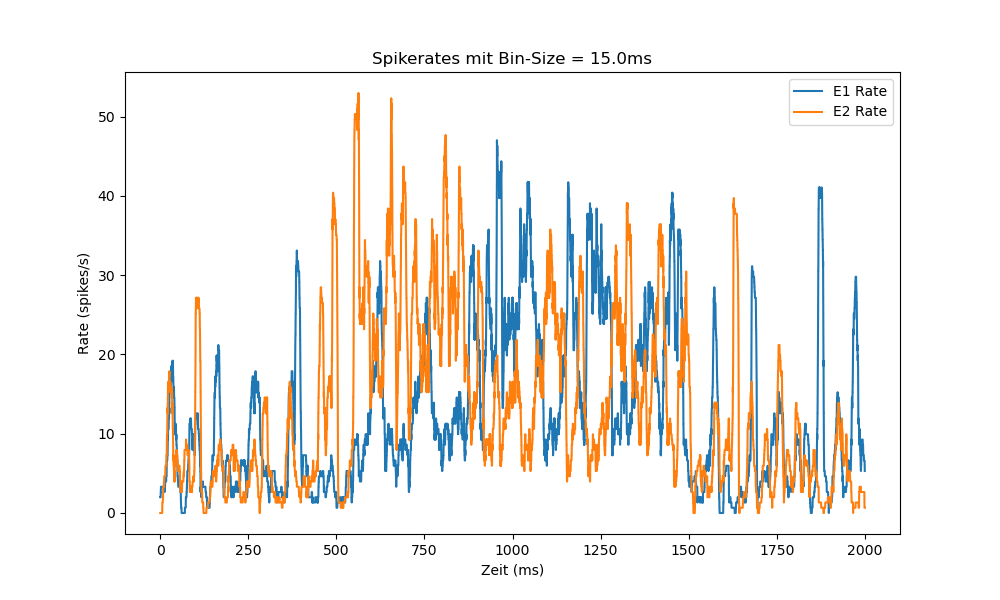 Spikerates mit Bin-Size = 15.0ms
E1 Rate
E2 Rate
Rate (spikes/s)
50
40
30
20
10
0
0 250 500 750 1000 1250 1500 1750 2000
Zeit (ms)